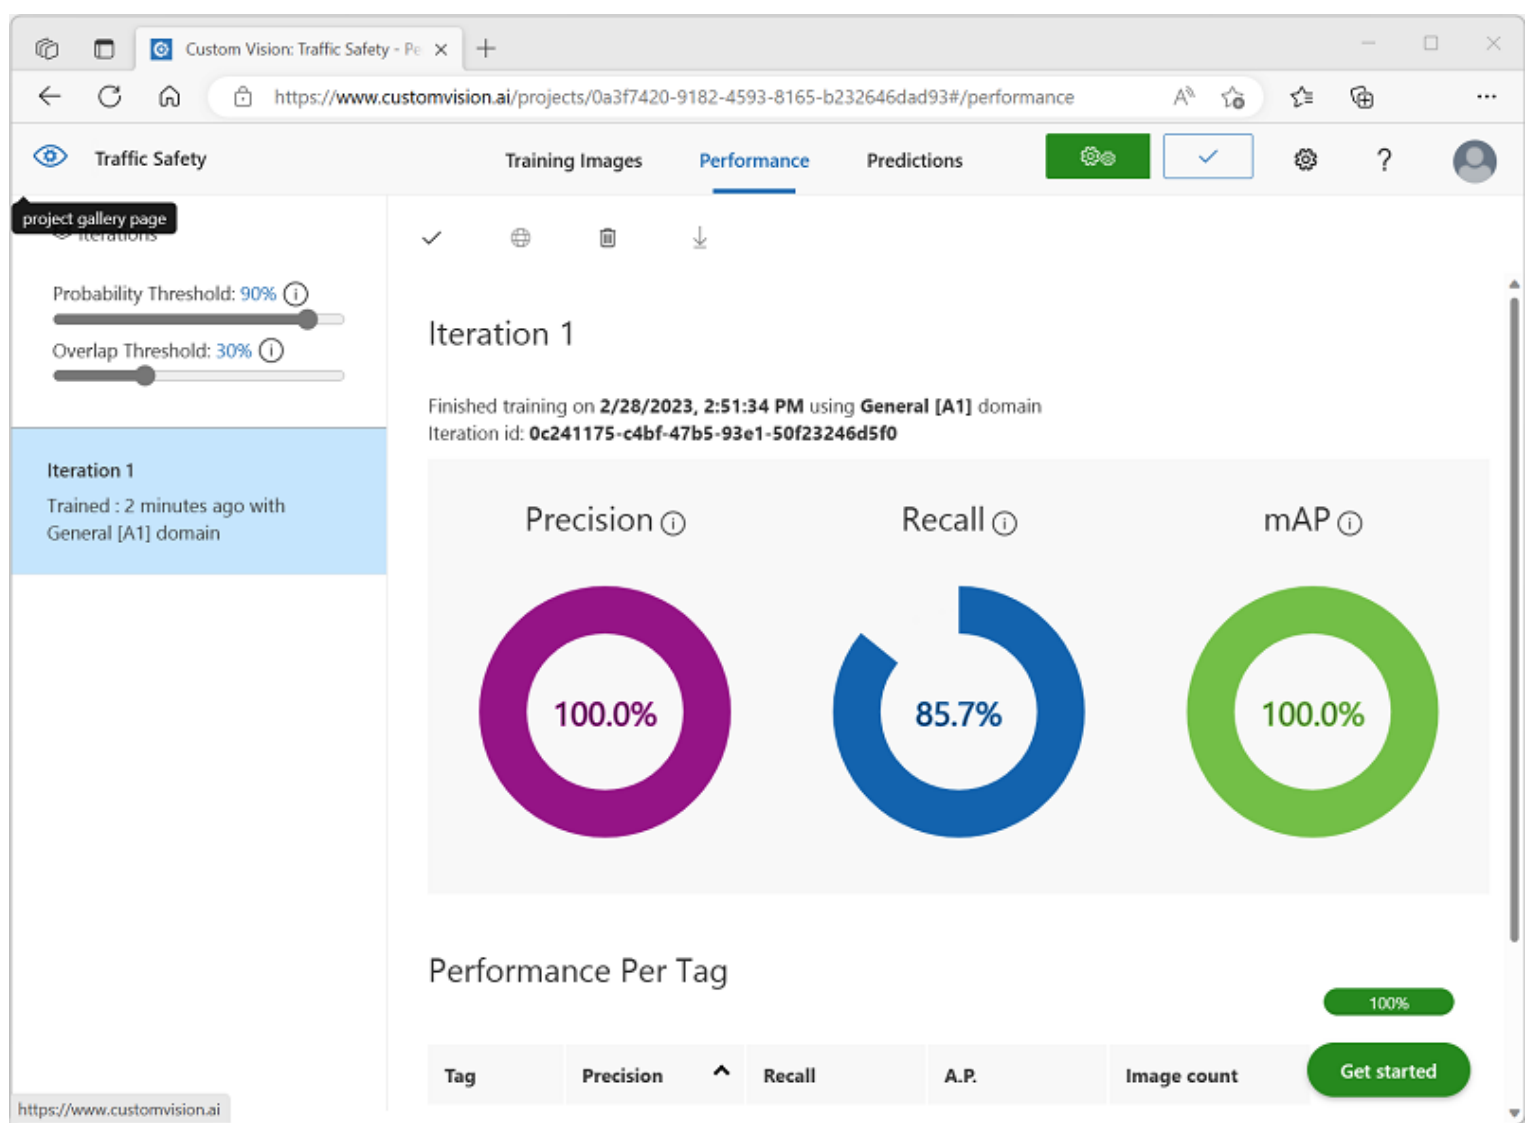 Custom Vision: Traffic Safety - Pe
https://www.customvision.ai/projects/0a3f7420-9182-4593-8165-b232646dad93#/performance
Traffic Safety
Training Images
Performance
Predictions
?
project gallery page
Iterations
Probability Threshold: 90%
Overlap Threshold: 30%
Iteration 1
Trained : 2 minutes ago with
General [A1] domain
Iteration 1
Finished training on 2/28/2023, 2:51:34 PM using General [A1] domain
Iteration id: 0c241175-c4bf-47b5-93e1-50f23246d5f0
Precision
Recall
mAP
100.0%
85.7%
100.0%
Performance Per Tag
100%
Tag
Precision
Recall
A.P.
Image count
Get started
https://www.customvision.ai